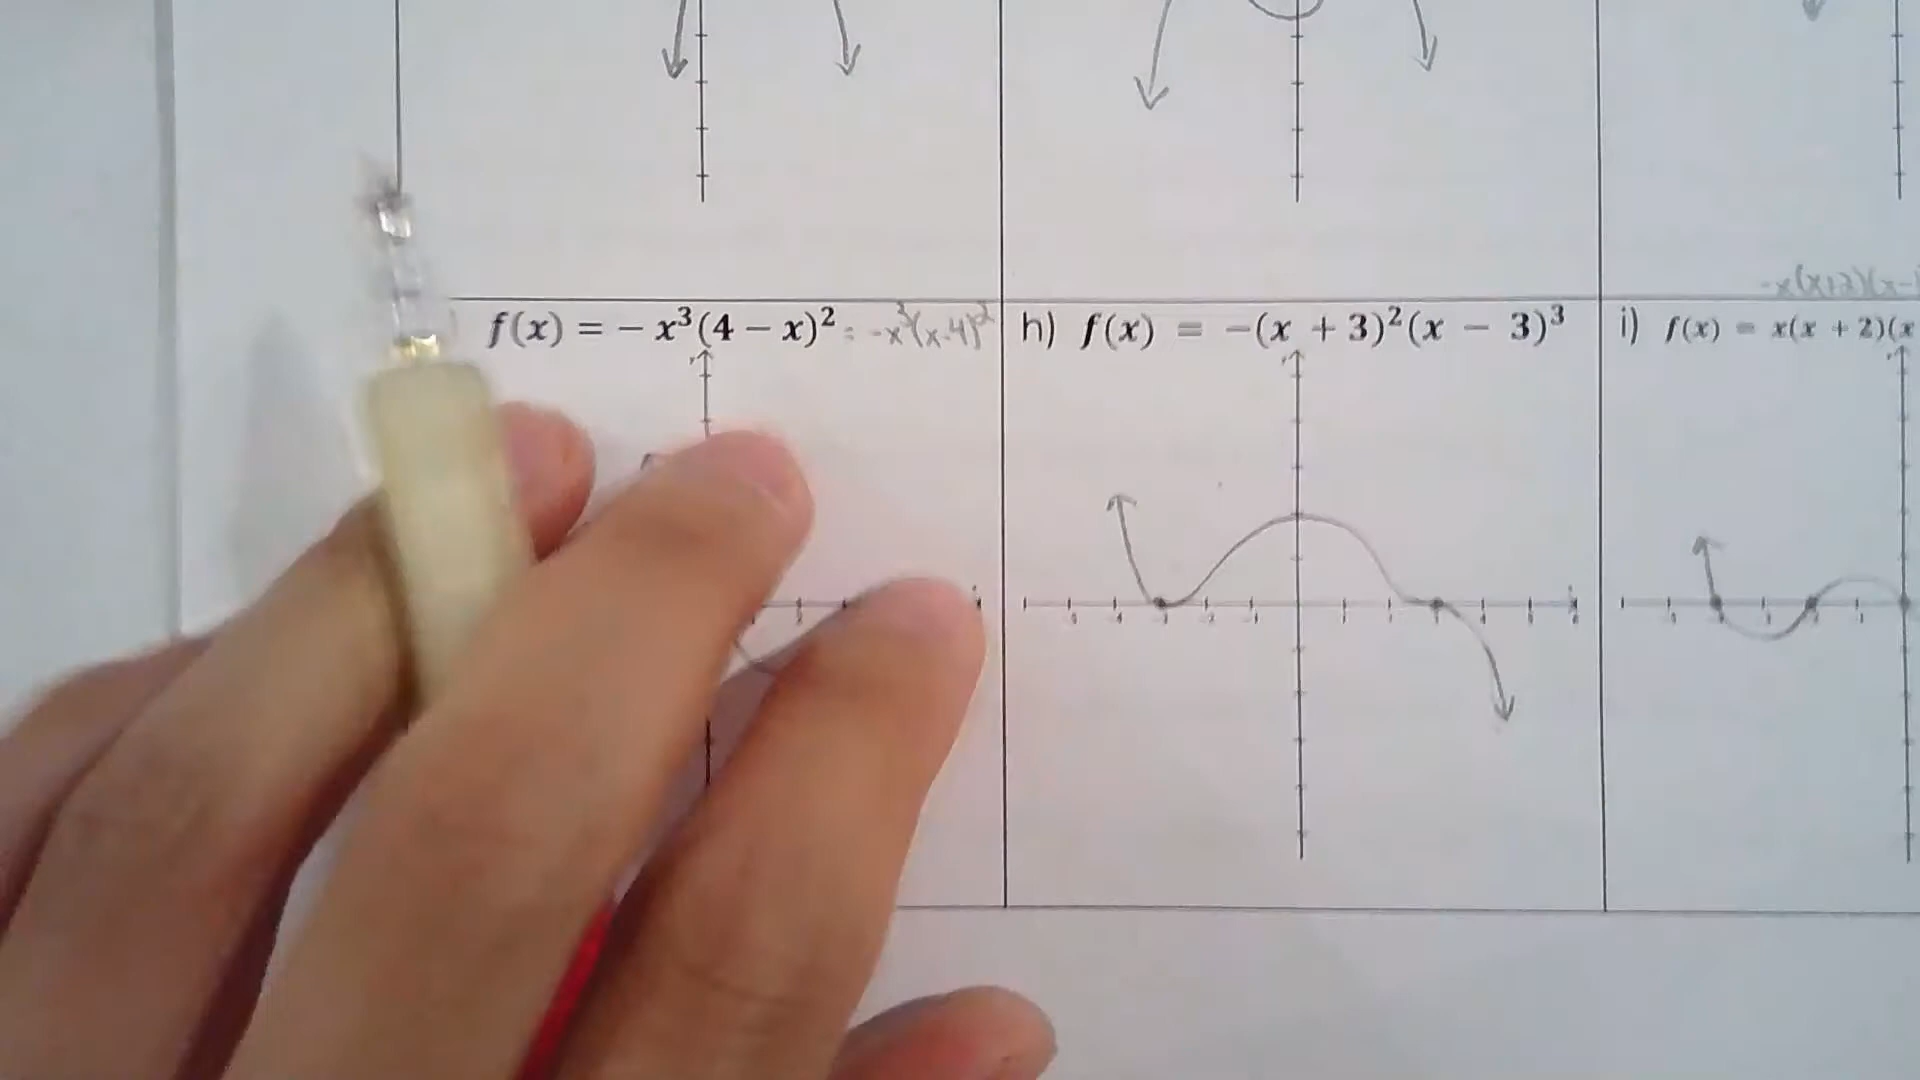 -x(x+2)(x-
f(x) = − x³(4 − x)² = -x³(x-4)²
h) f(x) = −(x + 3)²(x − 3)³
i) f(x) = x(x + 2)(x